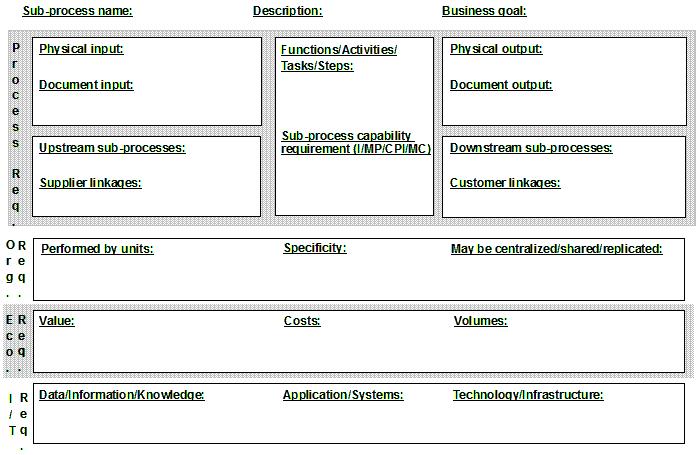 Sub-process name: Description: Business goal:
Process Req.
Physical input:
Document input:
Functions/Activities/
Tasks/Steps:
Sub-process capability
requirement (I/MP/CPI/MC)
Physical output:
Document output:
Upstream sub-processes:
Supplier linkages:
Downstream sub-processes:
Customer linkages:
Org. Req.
Performed by units: Specificity: May be centralized/shared/replicated:
Eco. Req.
Value: Costs: Volumes:
I/T Req.
Data/Information/Knowledge: Application/Systems: Technology/Infrastructure: